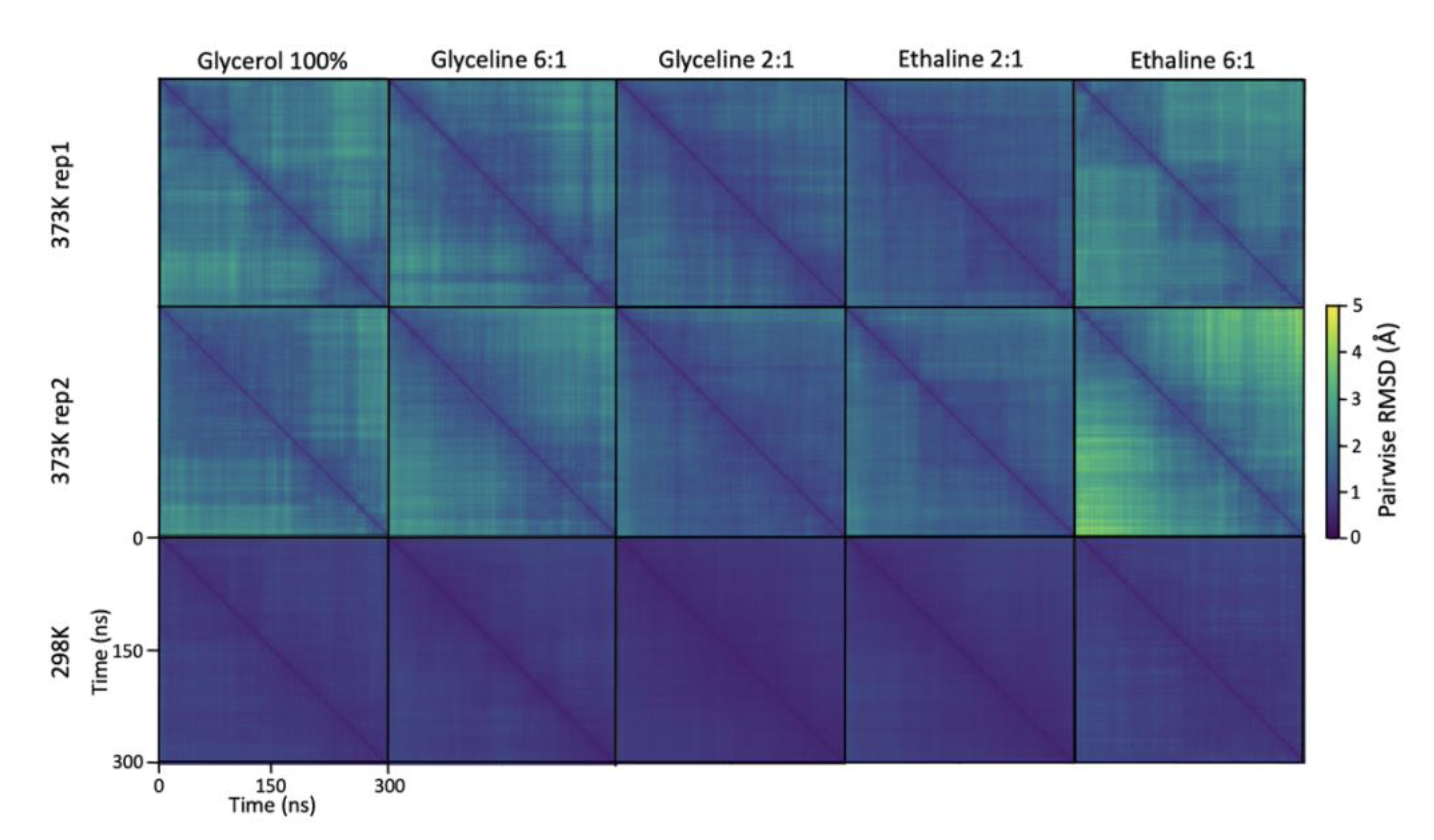 Glycerol 100% Glyceline 6:1 Glyceline 2:1 Ethaline 2:1 Ethaline 6:1
373K rep1
373K rep2
298K
5
4
3
2
1
0
Pairwise RMSD (Å)
0
150
300
Time (ns)
0 150 300
Time (ns)